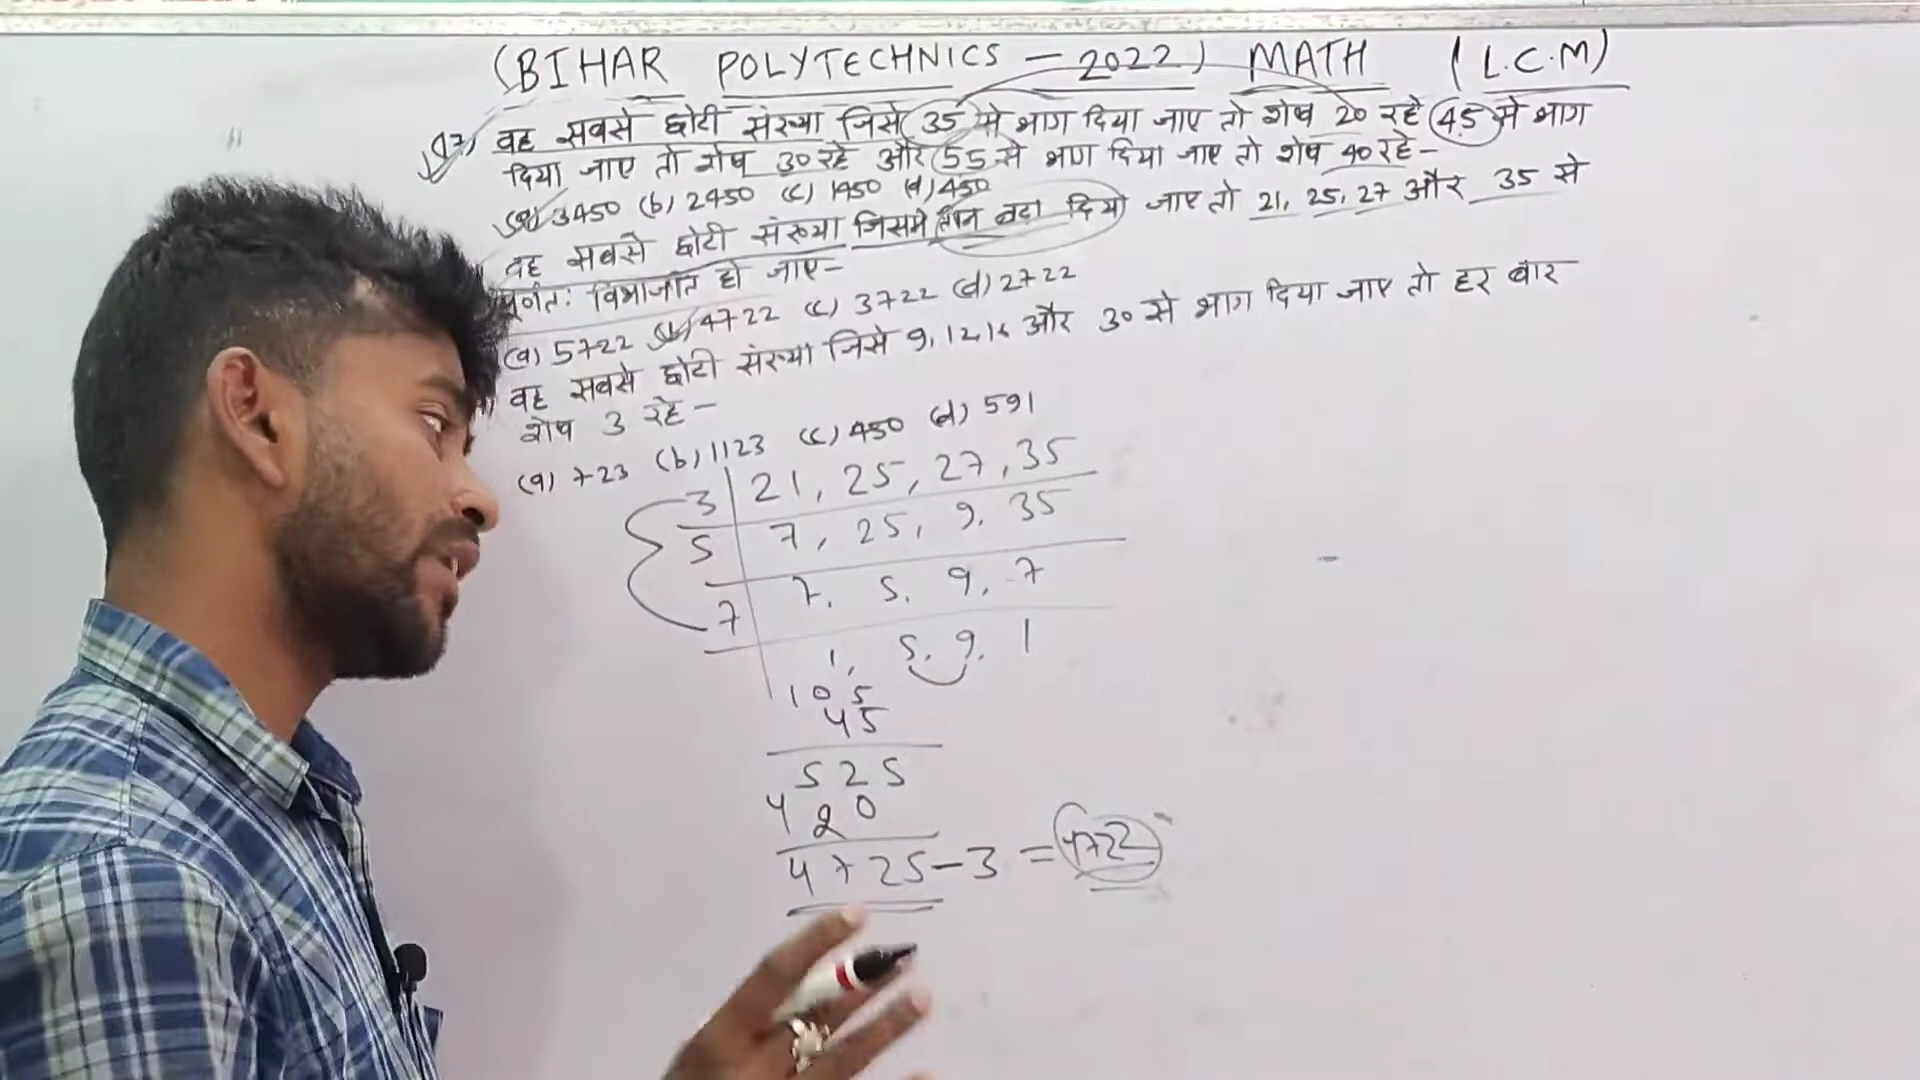 (BIHAR POLYTECHNICS - 2022) MATH (L.C.M)
17) वह सबसे छोटी संख्या जिसे 35 से भाग दिया जाए तो शेष 20 रहे 45 से भाग
दिया जाए तो शेष 30 रहे और 55 से भाग दिया जाए तो शेष 40 रहे-
(a) 3450 (b) 2450 (c) 1450 (d) 450
वह सबसे छोटी संख्या जिसमें तीन बढ़ा दिया जाए तो 21, 25, 27 और 35 से
पूर्णत: विभाजित हो जाए-
(a) 5722 (b) 4722 (c) 3722 (d) 2722
वह सबसे छोटी संख्या जिसे 9, 12 16 और 30 से भाग दिया जाए तो हर बार
शेष 3 रहे-
(a) 723 (b) 1123 (c) 450 (d) 591
3 21, 25, 27, 35
5 7, 25, 9, 35
7 7, 5, 9, 7
1, 5, 9, 1
105
45
525
420
4725-3 = 4722